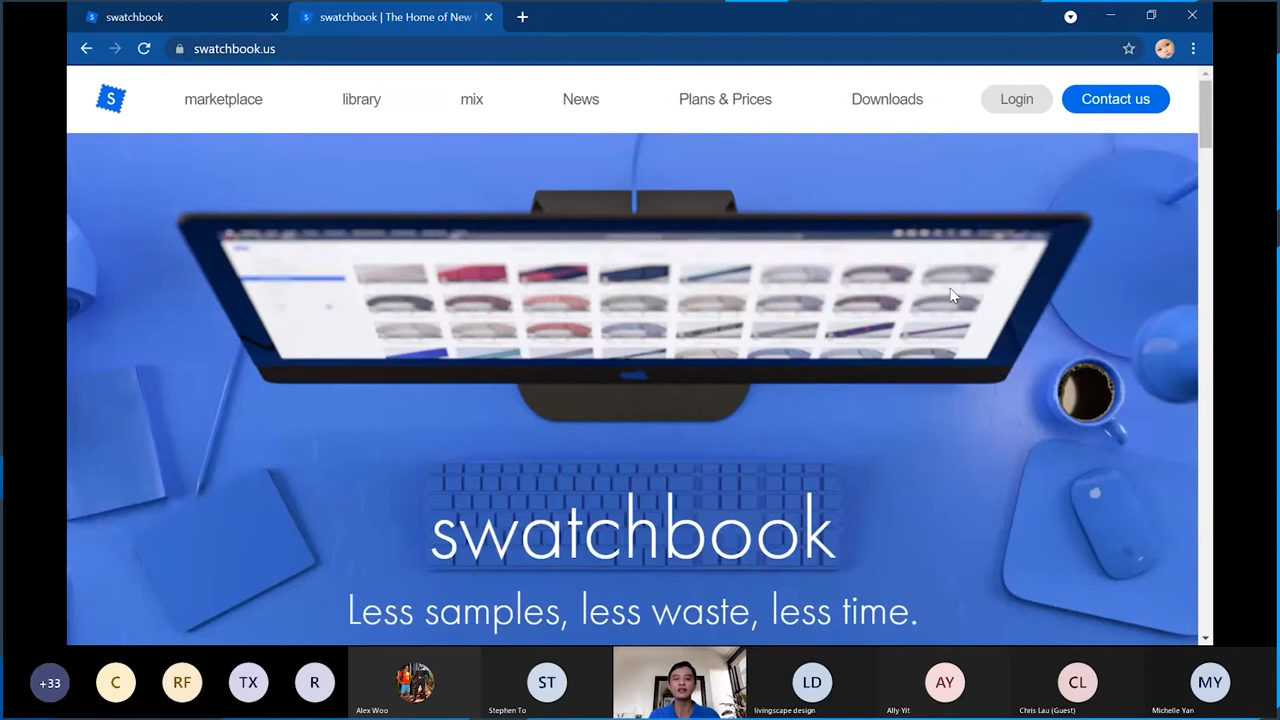 swatchbook
swatchbook | The Home of New
swatchbook.us
S
marketplace
library
mix
News
Plans & Prices
Downloads
Login
Contact us
swatchbook
Less samples, less waste, less time.
+33
C
RF
TX
R
ST
LD
AY
CL
MY
Alex Woo
Stephen To
livingscape design
Ally Yit
Chris Lau (Guest)
Michelle Yan